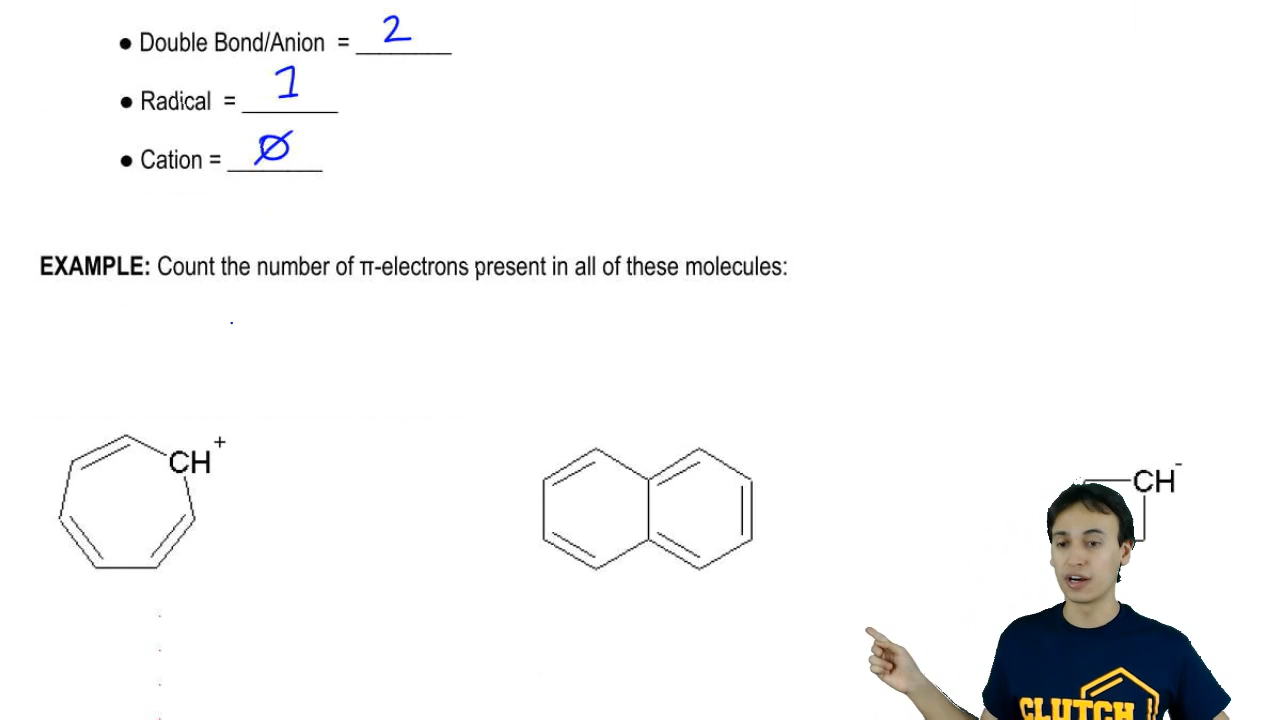 ● Double Bond/Anion = 2
● Radical = 1
● Cation = ∅
EXAMPLE: Count the number of π-electrons present in all of these molecules:
CH+
CH-
CLUTCH